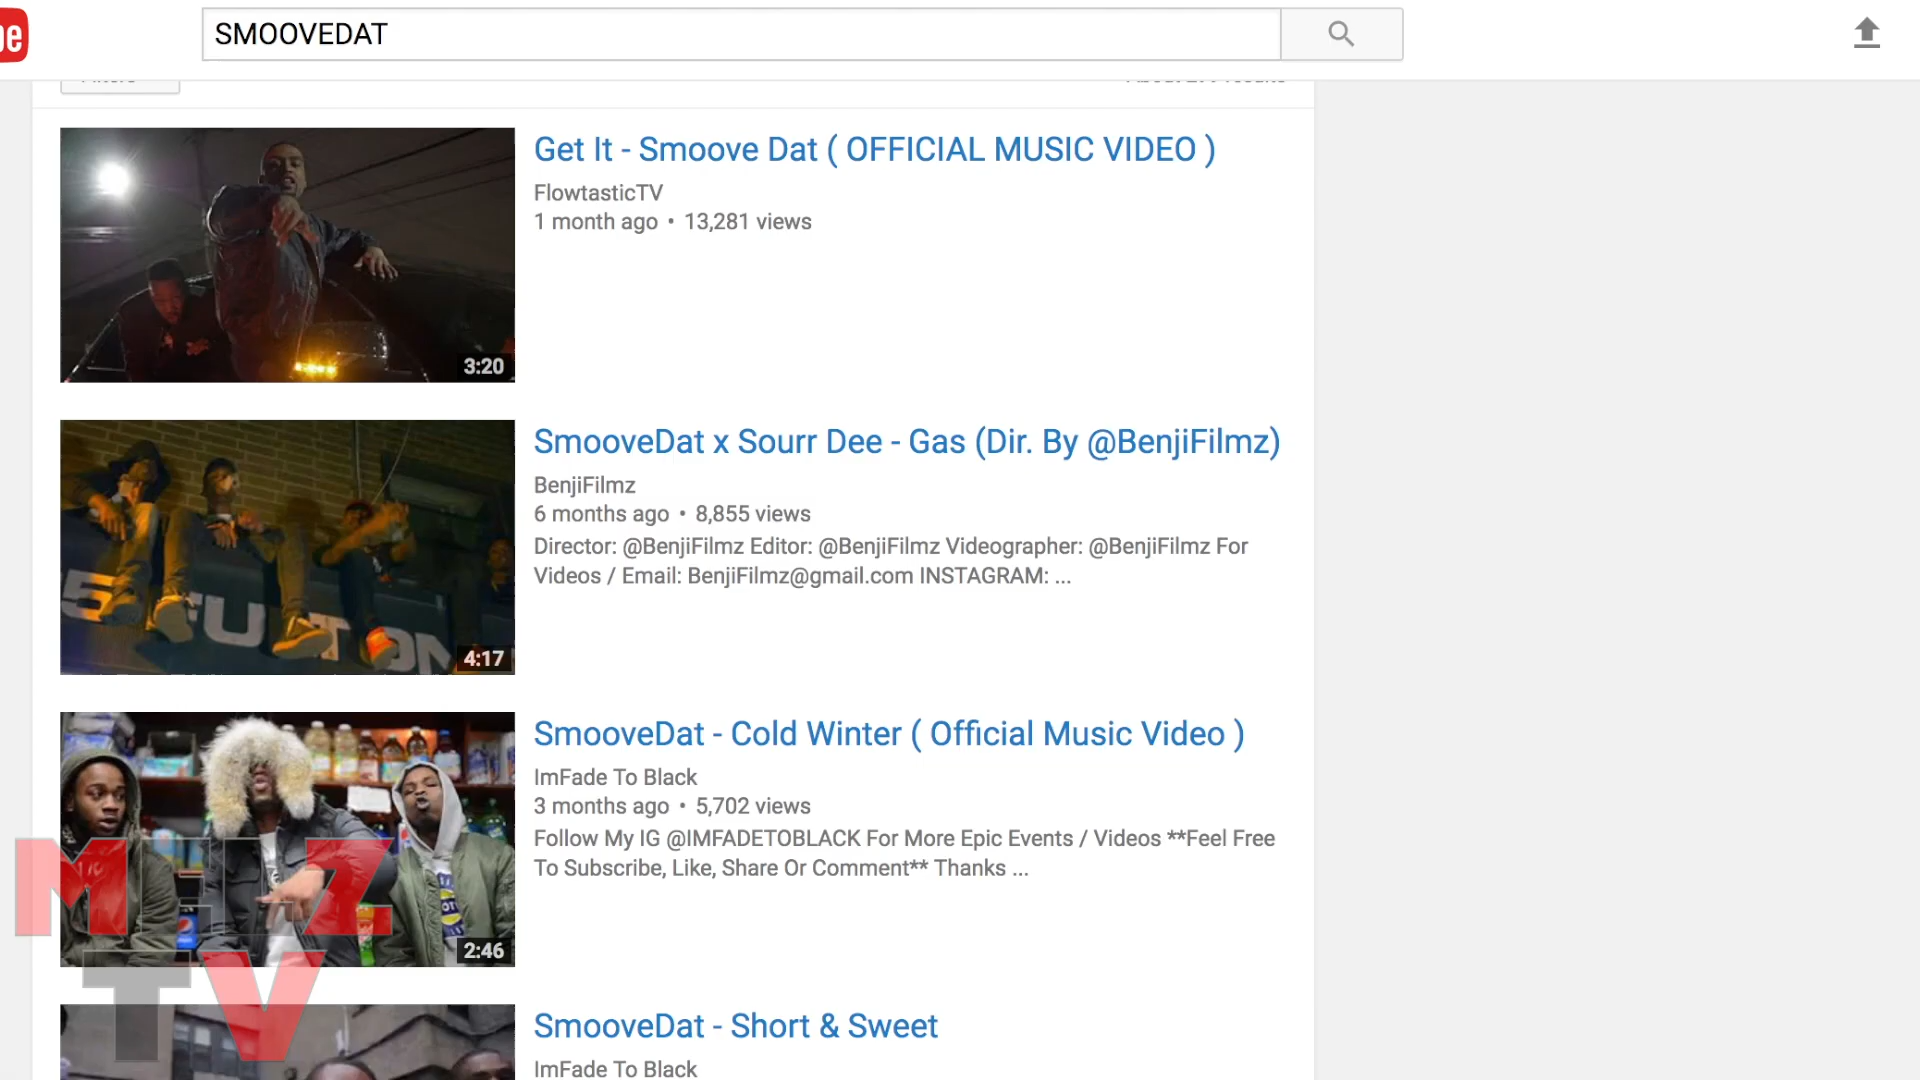 be
SMOOVEDAT
Get It - Smoove Dat ( OFFICIAL MUSIC VIDEO )
FlowtasticTV
1 month ago • 13,281 views
3:20
SmooveDat x Sourr Dee - Gas (Dir. By @BenjiFilmz)
BenjiFilmz
6 months ago • 8,855 views
Director: @BenjiFilmz Editor: @BenjiFilmz Videographer: @BenjiFilmz For
Videos / Email: BenjiFilmz@gmail.com INSTAGRAM: ...
5 FULTON
4:17
SmooveDat - Cold Winter ( Official Music Video )
ImFade To Black
3 months ago • 5,702 views
Follow My IG @IMFADETOBLACK For More Epic Events / Videos **Feel Free
To Subscribe, Like, Share Or Comment** Thanks ...
2:46
TV
SmooveDat - Short & Sweet
ImFade To Black